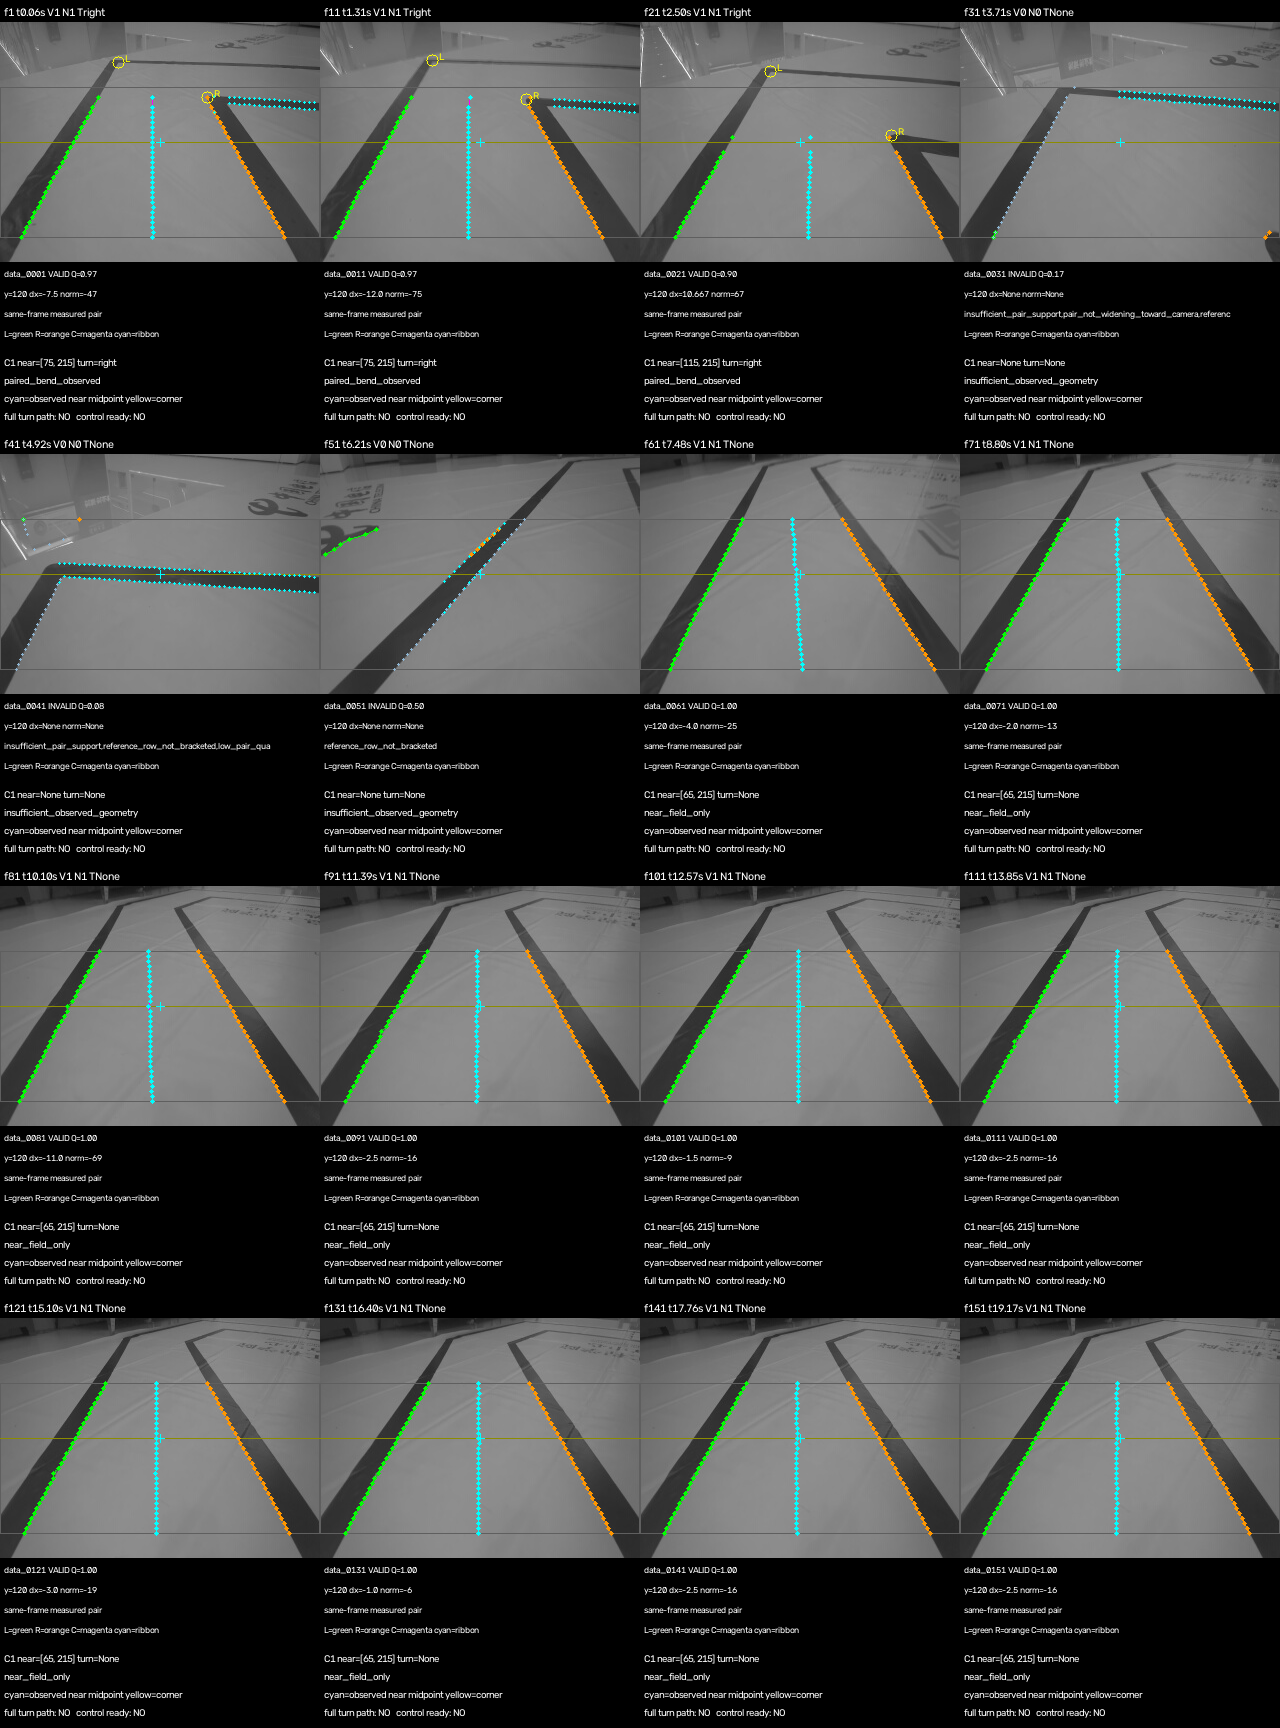 f1 t0.06s V1 N1 Tright
f11 t1.31s V1 N1 Tright
f21 t2.50s V1 N1 Tright
f31 t3.71s V0 N0 TNone
L
R
L
R
L
R
data_0001 VALID Q=0.97
y=120 dx=-7.5 norm=-47
same-frame measured pair
L=green R=orange C=magenta cyan=ribbon
C1 near=[75, 215] turn=right
paired_bend_observed
cyan=observed near midpoint yellow=corner
full turn path: NO control ready: NO
data_0011 VALID Q=0.97
y=120 dx=-12.0 norm=-75
same-frame measured pair
L=green R=orange C=magenta cyan=ribbon
C1 near=[75, 215] turn=right
paired_bend_observed
cyan=observed near midpoint yellow=corner
full turn path: NO control ready: NO
data_0021 VALID Q=0.90
y=120 dx=10.667 norm=67
same-frame measured pair
L=green R=orange C=magenta cyan=ribbon
C1 near=[115, 215] turn=right
paired_bend_observed
cyan=observed near midpoint yellow=corner
full turn path: NO control ready: NO
data_0031 INVALID Q=0.17
y=120 dx=None norm=None
insufficient_pair_support,pair_not_widening_toward_camera,referenc
L=green R=orange C=magenta cyan=ribbon
C1 near=None turn=None
insufficient_observed_geometry
cyan=observed near midpoint yellow=corner
full turn path: NO control ready: NO
f41 t4.92s V0 N0 TNone
f51 t6.21s V0 N0 TNone
f61 t7.48s V1 N1 TNone
f71 t8.80s V1 N1 TNone
data_0041 INVALID Q=0.08
y=120 dx=None norm=None
insufficient_pair_support,reference_row_not_bracketed,low_pair_qua
L=green R=orange C=magenta cyan=ribbon
C1 near=None turn=None
insufficient_observed_geometry
cyan=observed near midpoint yellow=corner
full turn path: NO control ready: NO
data_0051 INVALID Q=0.50
y=120 dx=None norm=None
reference_row_not_bracketed
L=green R=orange C=magenta cyan=ribbon
C1 near=None turn=None
insufficient_observed_geometry
cyan=observed near midpoint yellow=corner
full turn path: NO control ready: NO
data_0061 VALID Q=1.00
y=120 dx=-4.0 norm=-25
same-frame measured pair
L=green R=orange C=magenta cyan=ribbon
C1 near=[65, 215] turn=None
near_field_only
cyan=observed near midpoint yellow=corner
full turn path: NO control ready: NO
data_0071 VALID Q=1.00
y=120 dx=-2.0 norm=-13
same-frame measured pair
L=green R=orange C=magenta cyan=ribbon
C1 near=[65, 215] turn=None
near_field_only
cyan=observed near midpoint yellow=corner
full turn path: NO control ready: NO
f81 t10.10s V1 N1 TNone
f91 t11.39s V1 N1 TNone
f101 t12.57s V1 N1 TNone
f111 t13.85s V1 N1 TNone
data_0081 VALID Q=1.00
y=120 dx=-11.0 norm=-69
same-frame measured pair
L=green R=orange C=magenta cyan=ribbon
C1 near=[65, 215] turn=None
near_field_only
cyan=observed near midpoint yellow=corner
full turn path: NO control ready: NO
data_0091 VALID Q=1.00
y=120 dx=-2.5 norm=-16
same-frame measured pair
L=green R=orange C=magenta cyan=ribbon
C1 near=[65, 215] turn=None
near_field_only
cyan=observed near midpoint yellow=corner
full turn path: NO control ready: NO
data_0101 VALID Q=1.00
y=120 dx=-1.5 norm=-9
same-frame measured pair
L=green R=orange C=magenta cyan=ribbon
C1 near=[65, 215] turn=None
near_field_only
cyan=observed near midpoint yellow=corner
full turn path: NO control ready: NO
data_0111 VALID Q=1.00
y=120 dx=-2.5 norm=-16
same-frame measured pair
L=green R=orange C=magenta cyan=ribbon
C1 near=[65, 215] turn=None
near_field_only
cyan=observed near midpoint yellow=corner
full turn path: NO control ready: NO
f121 t15.10s V1 N1 TNone
f131 t16.40s V1 N1 TNone
f141 t17.76s V1 N1 TNone
f151 t19.17s V1 N1 TNone
data_0121 VALID Q=1.00
y=120 dx=-3.0 norm=-19
same-frame measured pair
L=green R=orange C=magenta cyan=ribbon
C1 near=[65, 215] turn=None
near_field_only
cyan=observed near midpoint yellow=corner
full turn path: NO control ready: NO
data_0131 VALID Q=1.00
y=120 dx=-1.0 norm=-6
same-frame measured pair
L=green R=orange C=magenta cyan=ribbon
C1 near=[65, 215] turn=None
near_field_only
cyan=observed near midpoint yellow=corner
full turn path: NO control ready: NO
data_0141 VALID Q=1.00
y=120 dx=-2.5 norm=-16
same-frame measured pair
L=green R=orange C=magenta cyan=ribbon
C1 near=[65, 215] turn=None
near_field_only
cyan=observed near midpoint yellow=corner
full turn path: NO control ready: NO
data_0151 VALID Q=1.00
y=120 dx=-2.5 norm=-16
same-frame measured pair
L=green R=orange C=magenta cyan=ribbon
C1 near=[65, 215] turn=None
near_field_only
cyan=observed near midpoint yellow=corner
full turn path: NO control ready: NO